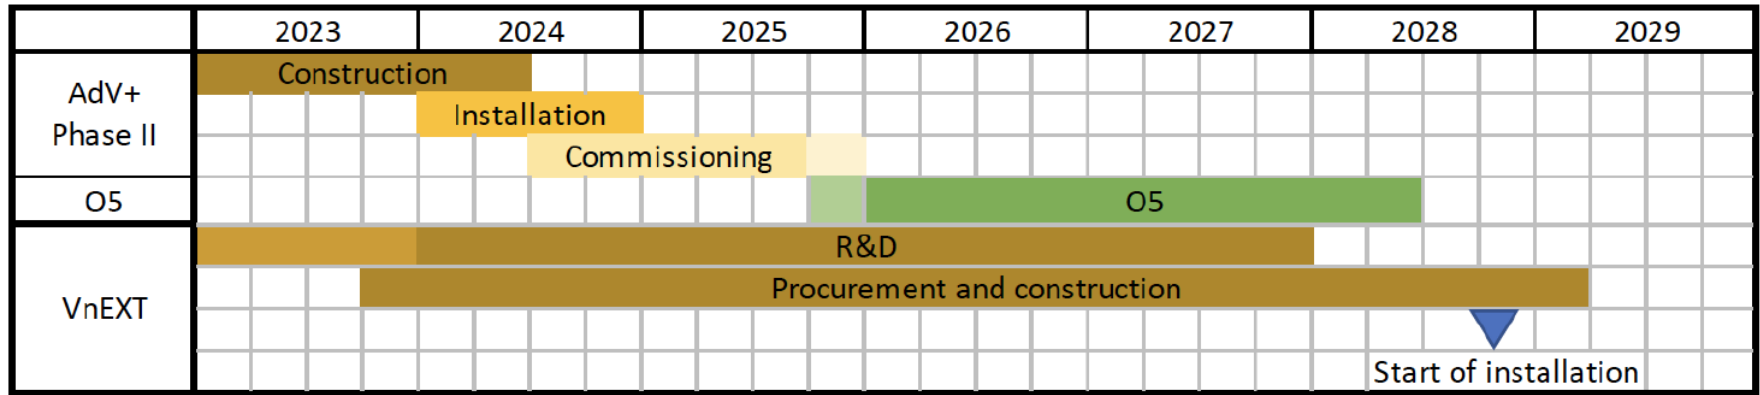 2023 2024 2025 2026 2027 2028 2029
AdV+
Phase II
Construction
Installation
Commissioning
O5 O5
VnEXT
R&D
Procurement and construction
Start of installation